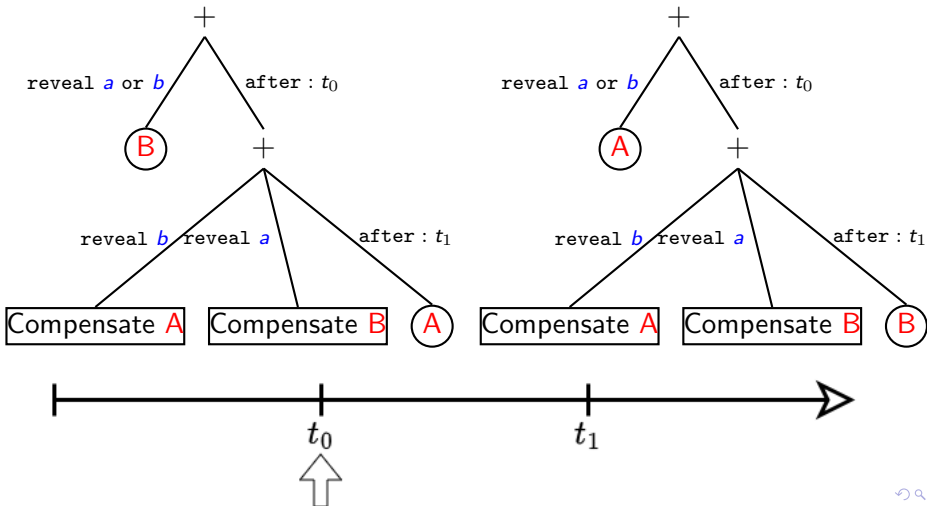 + +
reveal a or b after : t₀ reveal a or b after : t₀
B + A +
reveal b reveal a after : t₁ reveal b reveal a after : t₁
Compensate A Compensate B A Compensate A Compensate B B
t₀ t₁